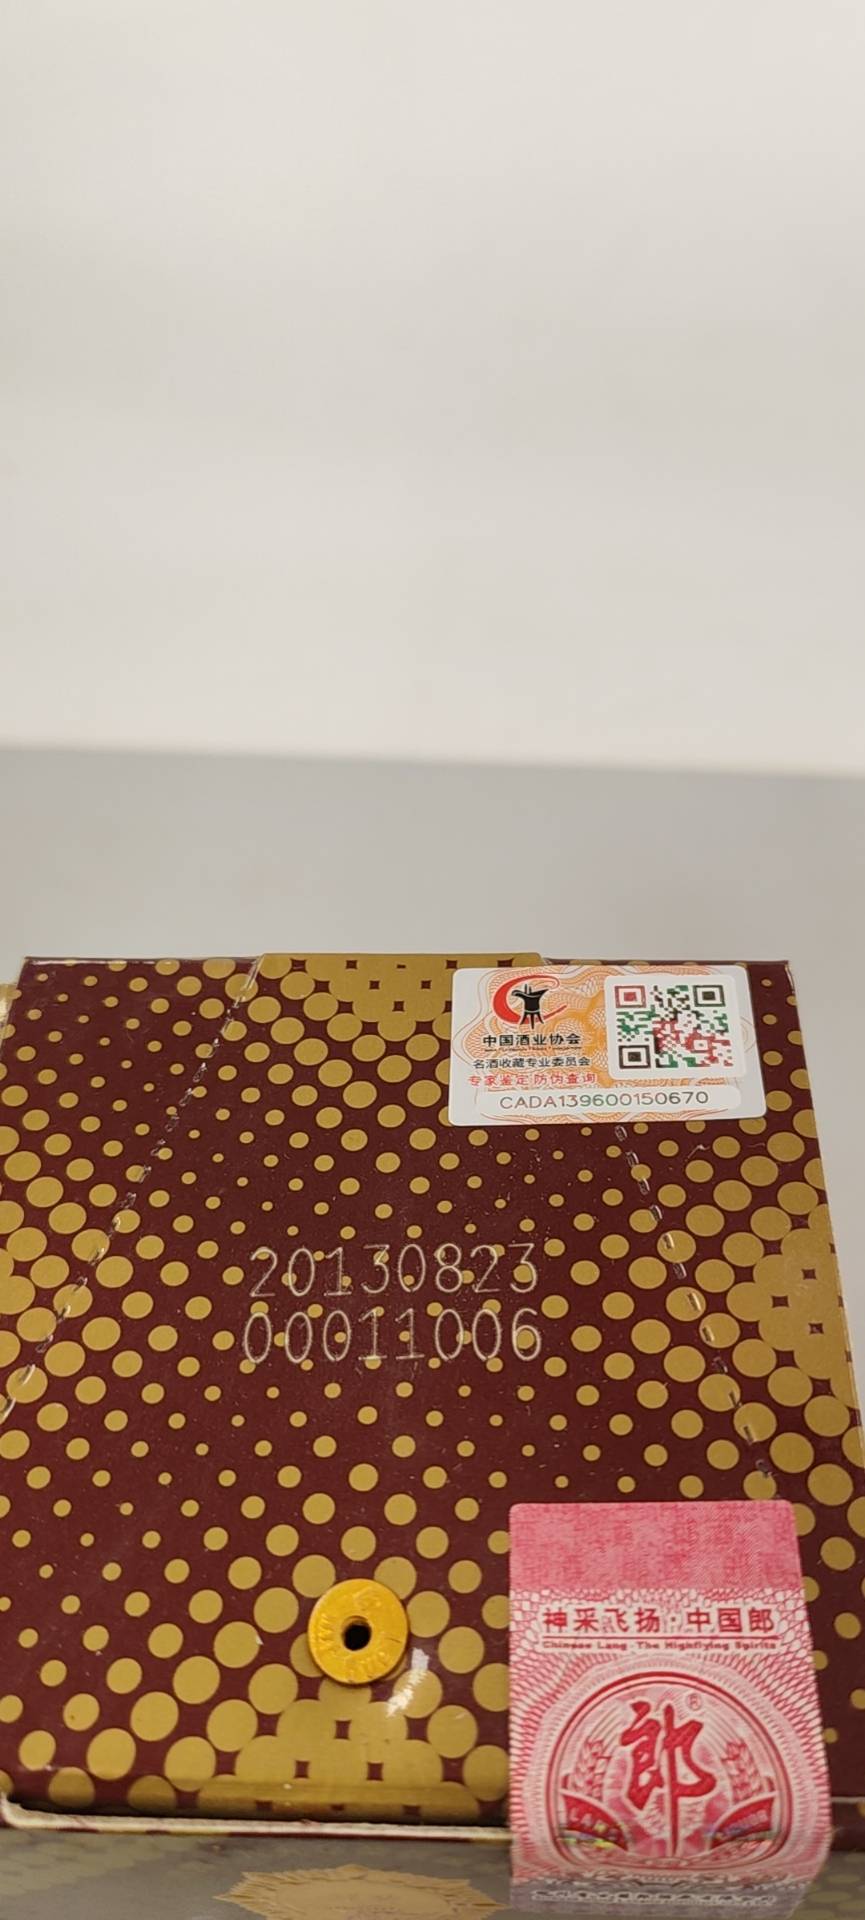 中国酒业协会
名酒收藏专业委员会
专家鉴定 防伪查询
CADA139600150670
20130823
00011006
神采飞扬·中国郎
Chinese Lang·The Highflying Spirits
郎®
LANG